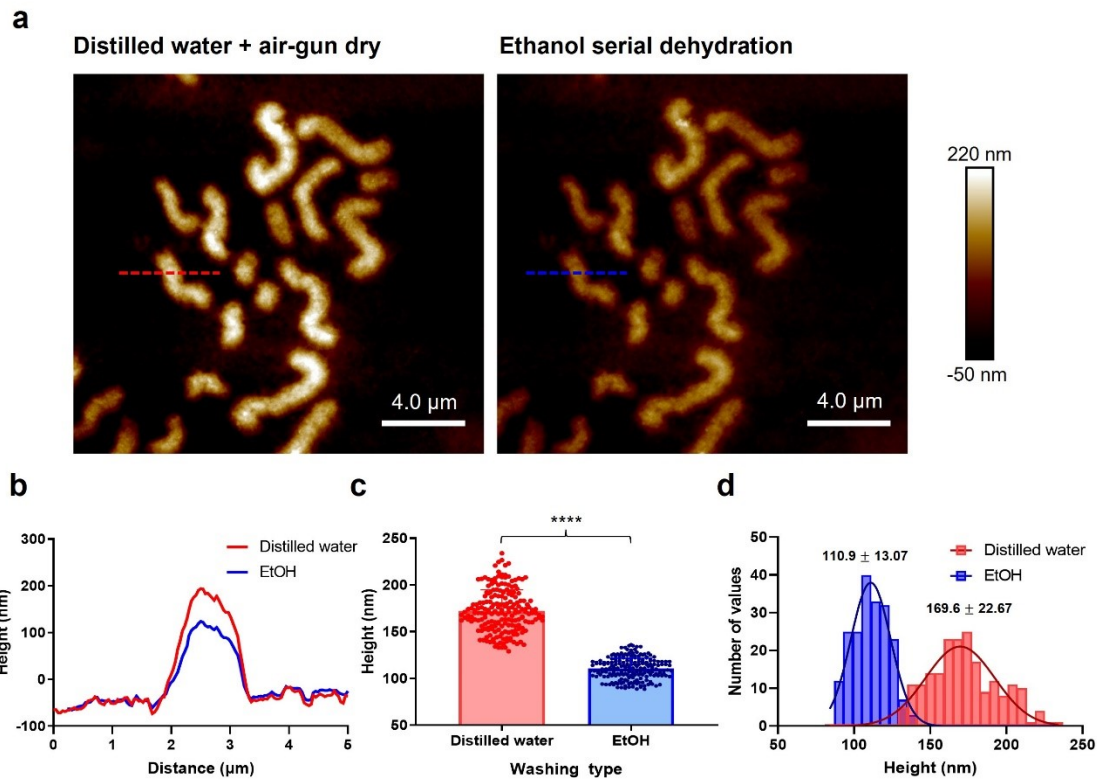 a
Distilled water + air-gun dry
Ethanol serial dehydration
220 nm
-50 nm
4.0 μm
4.0 μm
b
300
200
100
0
-100
Height (nm)
Distilled water
EtOH
0
1
2
3
4
5
Distance (μm)
c
****
250
200
150
100
50
Height (nm)
Distilled water
EtOH
Washing type
d
50
40
30
20
10
0
Number of values
110.9 ± 13.07
Distilled water
EtOH
169.6 ± 22.67
50
100
150
200
250
Height (nm)